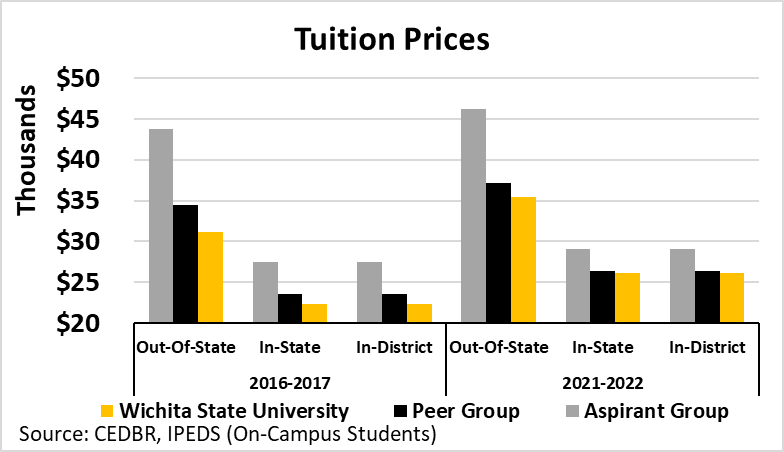 Tuition Prices
Thousands
$50
$45
$40
$35
$30
$25
$20
Out-Of-State In-State In-District Out-Of-State In-State In-District
2016-2017 2021-2022
Wichita State University Peer Group Aspirant Group
Source: CEDBR, IPEDS (On-Campus Students)